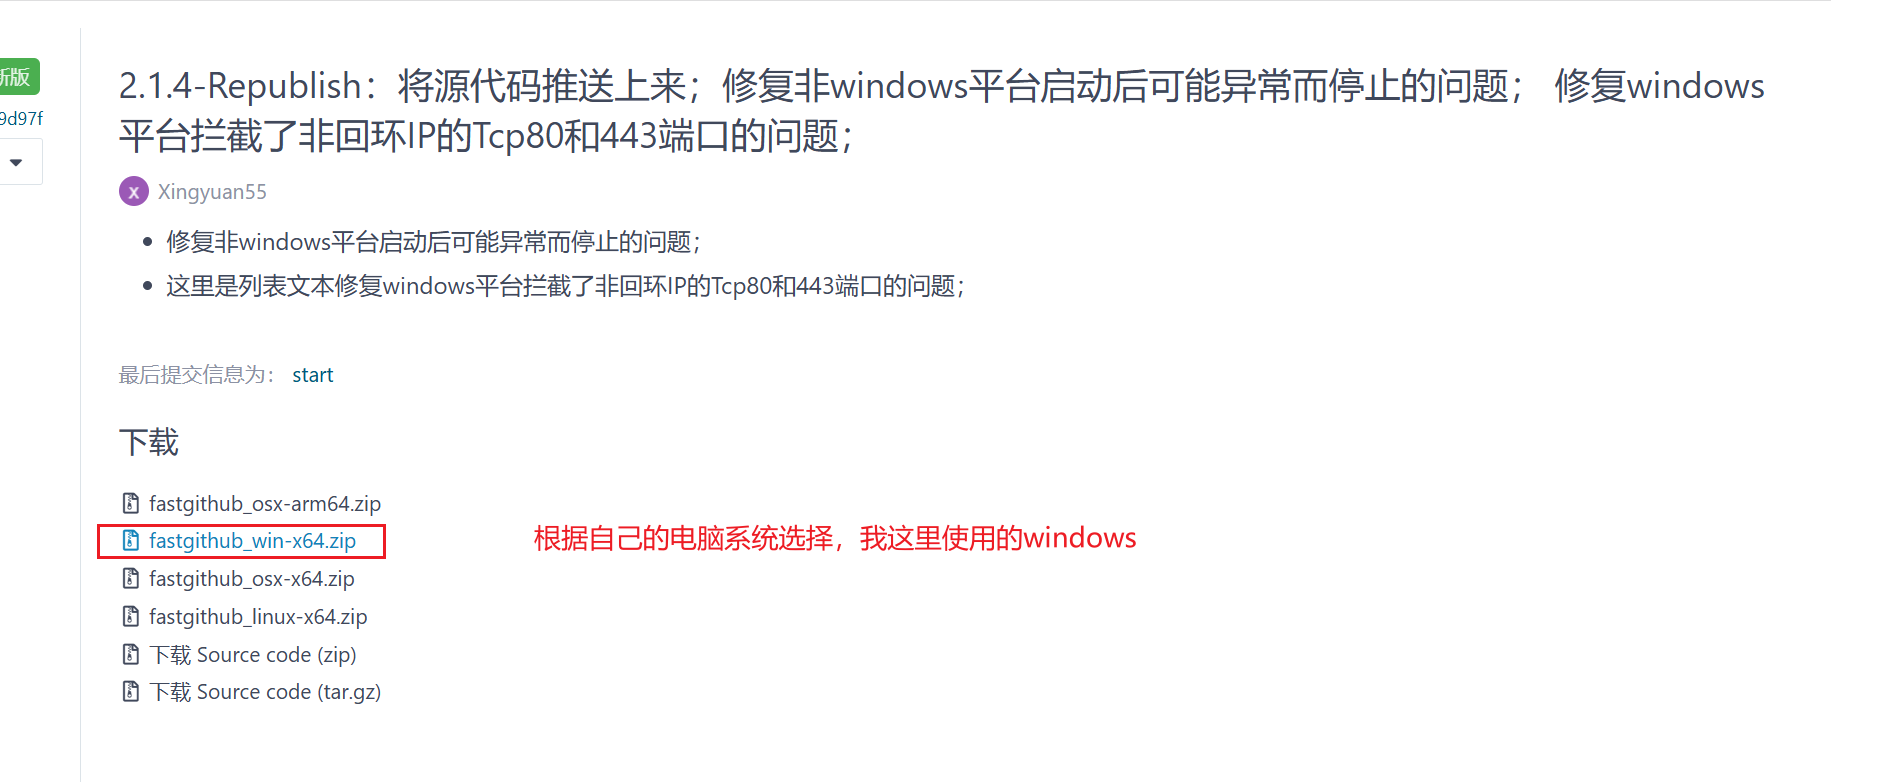 新版
9d97f
2.1.4-Republish：将源代码推送上来；修复非windows平台启动后可能异常而停止的问题； 修复windows
平台拦截了非回环IP的Tcp80和443端口的问题；
X Xingyuan55
修复非windows平台启动后可能异常而停止的问题；
这里是列表文本修复windows平台拦截了非回环IP的Tcp80和443端口的问题；
最后提交信息为： start
下载
fastgithub_osx-arm64.zip
fastgithub_win-x64.zip 根据自己的电脑系统选择，我这里使用的windows
fastgithub_osx-x64.zip
fastgithub_linux-x64.zip
下载 Source code (zip)
下载 Source code (tar.gz)